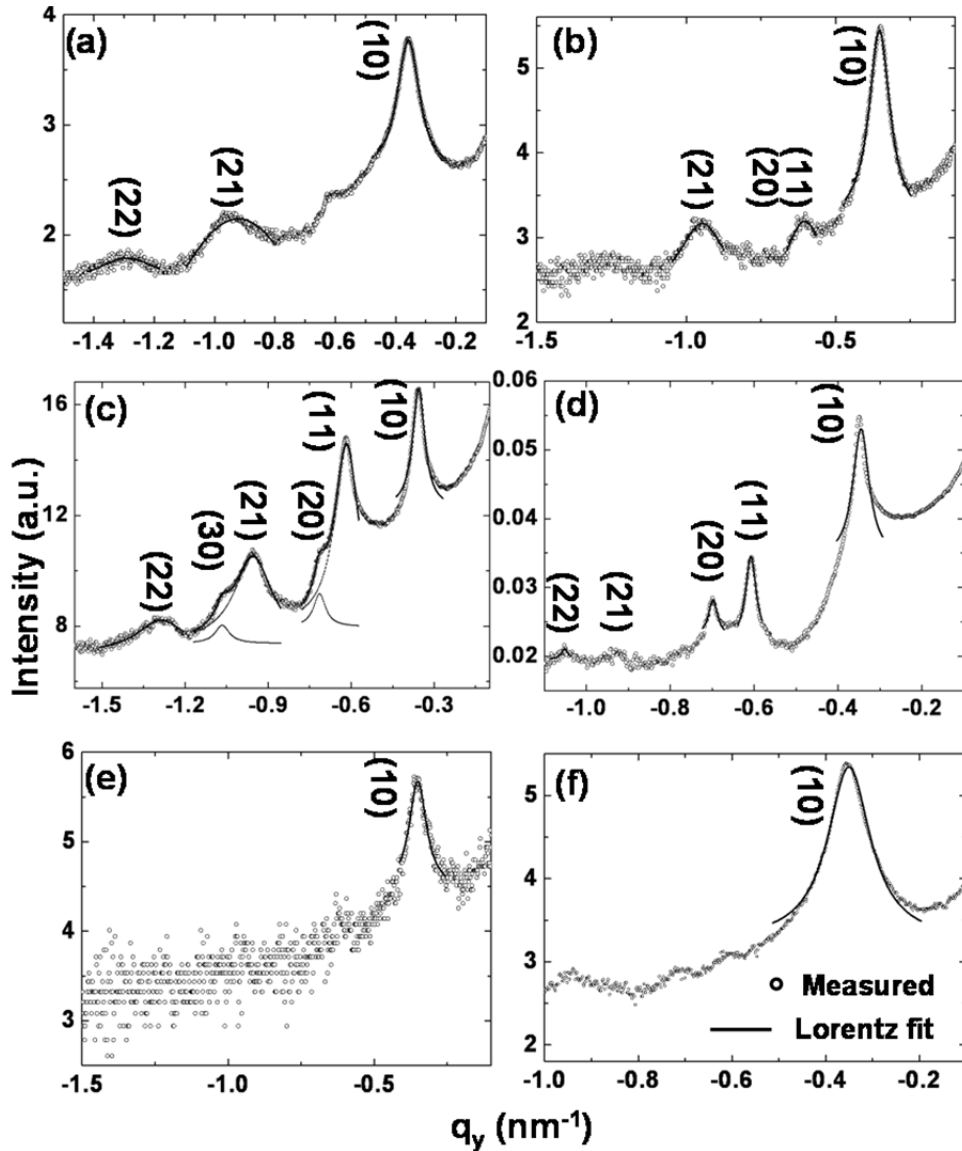 (a)
(10)
(21)
(22)
4
3
2
-1.4 -1.2 -1.0 -0.8 -0.6 -0.4 -0.2
(b)
(10)
(11)
(20)
(21)
5
4
3
2
-1.5 -1.0 -0.5
(c)
(10)
(11)
(20)
(21)
(30)
(22)
16
12
8
-1.5 -1.2 -0.9 -0.6 -0.3
(d)
(10)
(11)
(20)
(21)
(22)
0.06
0.05
0.04
0.03
0.02
-1.0 -0.8 -0.6 -0.4 -0.2
(e)
(10)
6
5
4
3
-1.5 -1.0 -0.5
(f)
(10)
5
4
3
2
Measured
Lorentz fit
-1.0 -0.8 -0.6 -0.4 -0.2
Intensity (a.u.)
q<sub>y</sub> (nm<sup>-1</sup>)